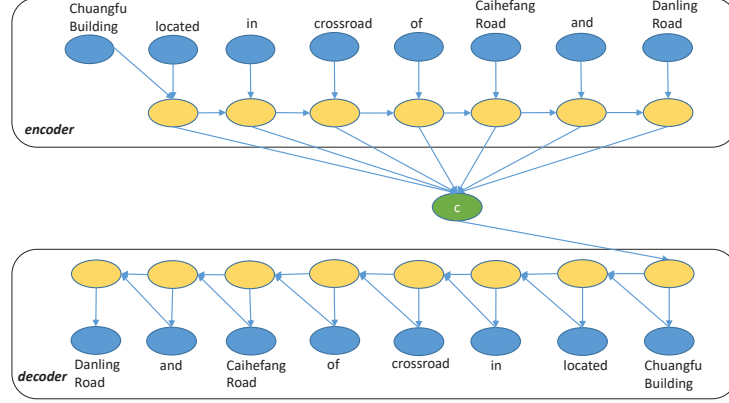 Chuangfu
Building
located
in
crossroad
of
Caihefang
Road
and
Danling
Road
encoder
C
Danling
Road
and
Caihefang
Road
of
crossroad
in
located
Chuangfu
Building
decoder